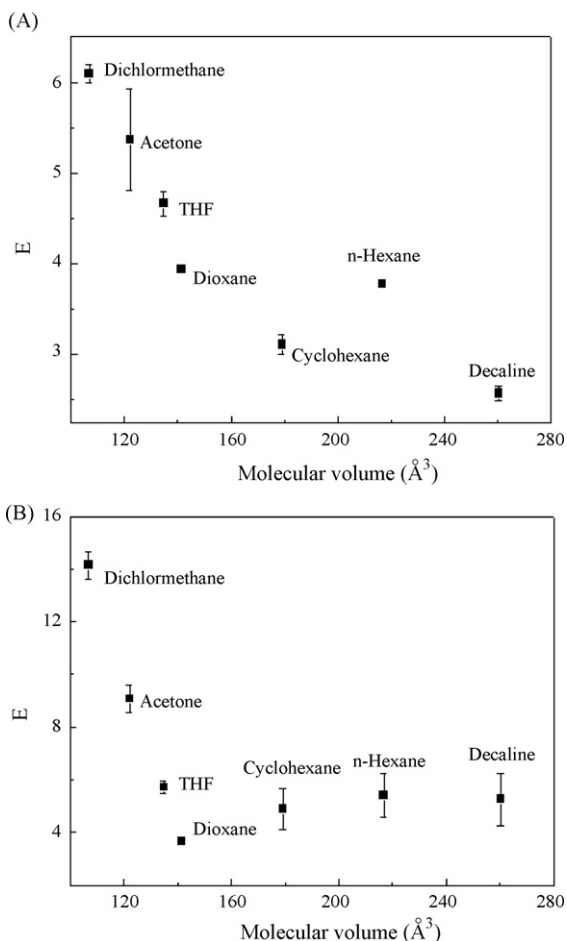 (A)
6
5
4
3
E
Dichlormethane
Acetone
THF
Dioxane
n-Hexane
Cyclohexane
Decaline
120 160 200 240 280
Molecular volume (Å³)
(B)
16
12
8
4
E
Dichlormethane
Acetone
THF
Dioxane
Cyclohexane
n-Hexane
Decaline
120 160 200 240 280
Molecular volume (Å³)